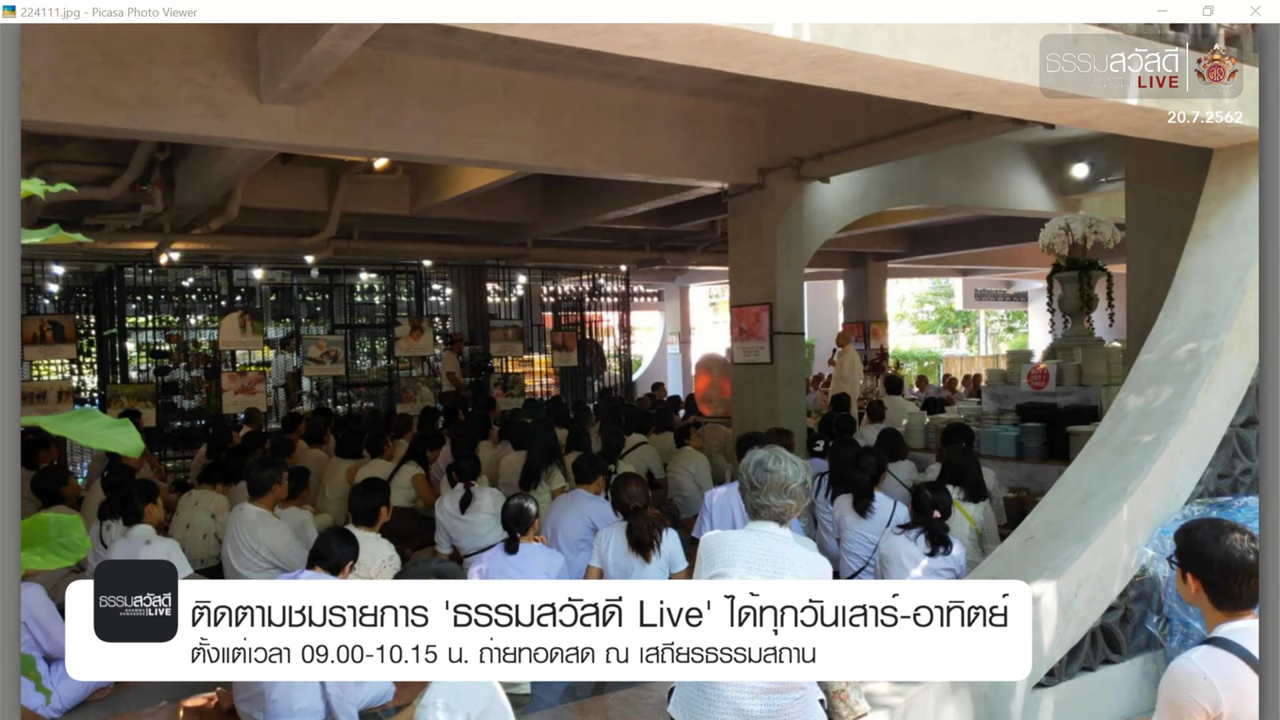 224111.jpg - Picasa Photo Viewer
ธรรมสวัสดี
LIVE
20.7.2562
ธรรมสวัสดี
LIVE
ติดตามชมรายการ 'ธรรมสวัสดี Live' ได้ทุกวันเสาร์-อาทิตย์
ตั้งแต่เวลา 09.00-10.15 น. ถ่ายทอดสด ณ เสถียรธรรมสถาน